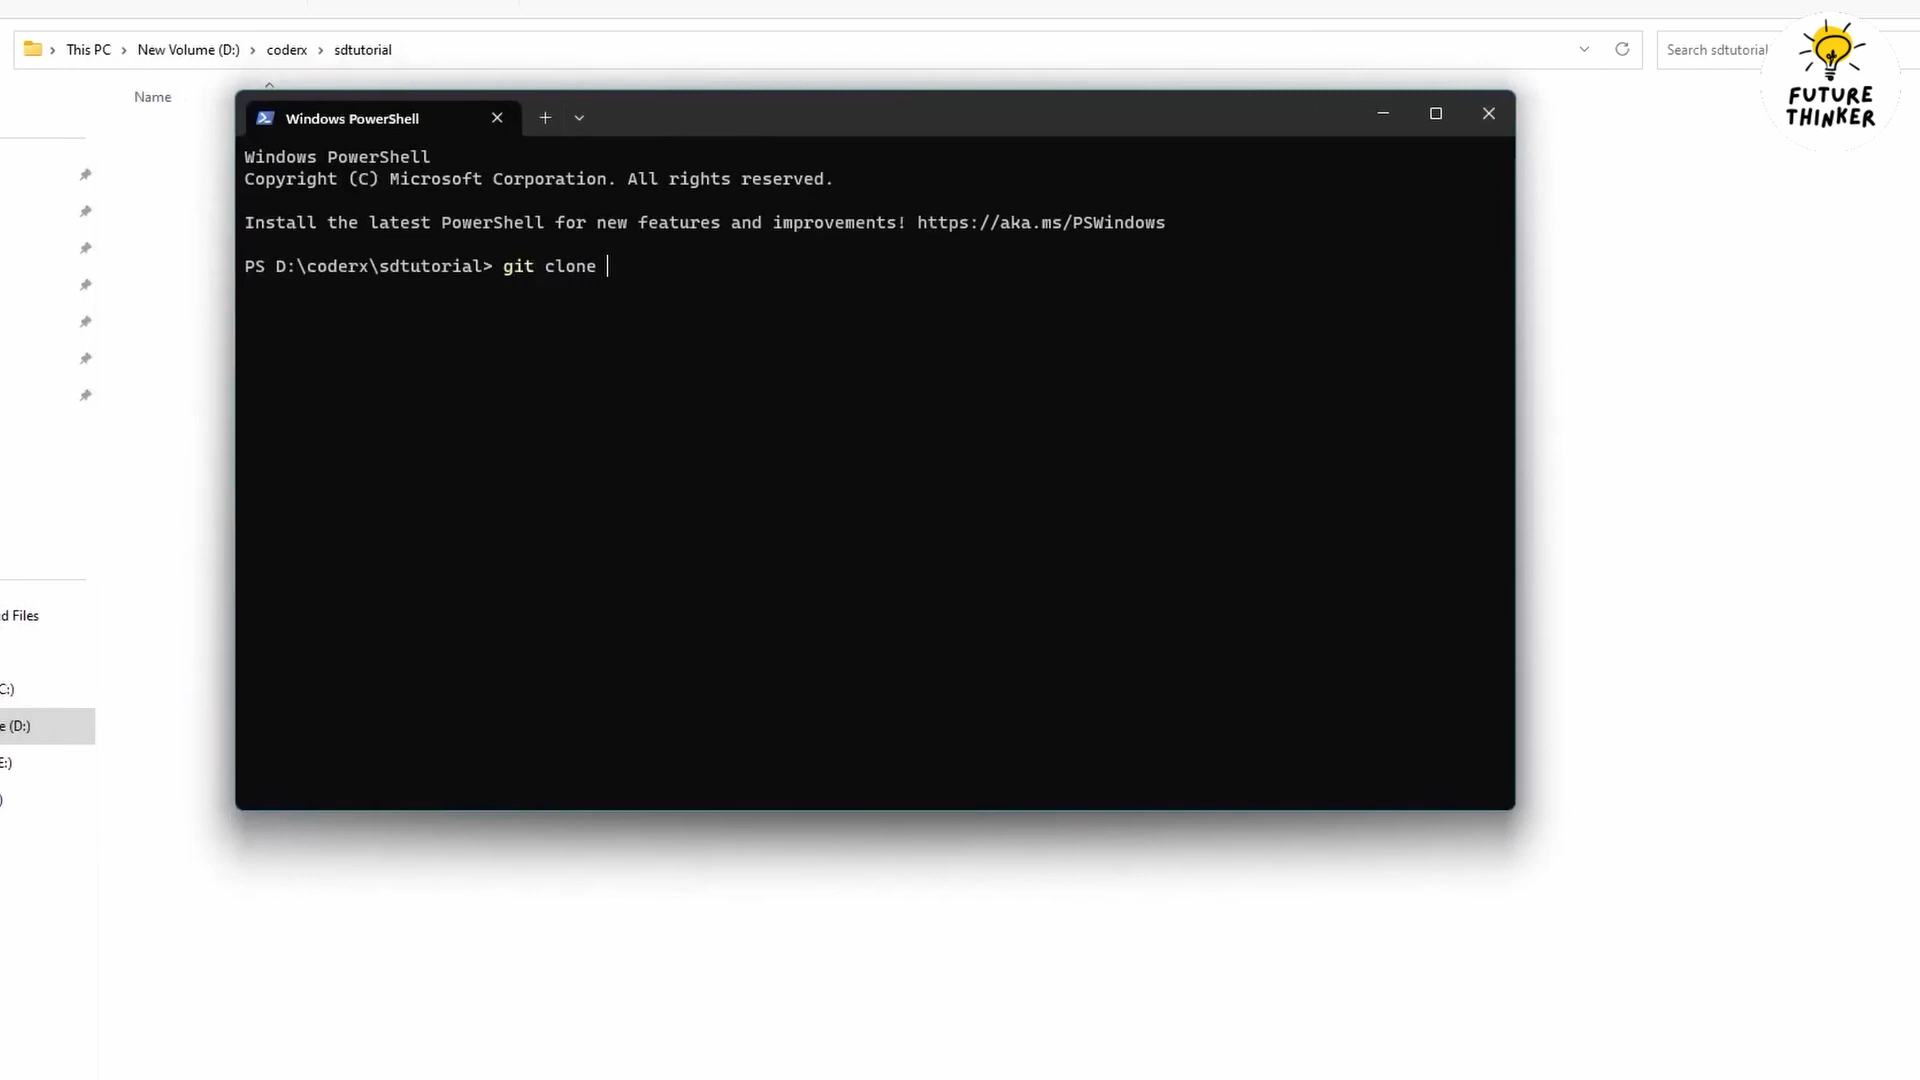 This PC > New Volume (D:) > coderx > sdtutorial
Search sdtutorial
FUTURE
THINKER
Name
Windows PowerShell
Windows PowerShell
Copyright (C) Microsoft Corporation. All rights reserved.
Install the latest PowerShell for new features and improvements! https://aka.ms/PSWindows
PS D:\coderx\sdtutorial> git clone
d Files
C:)
e (D:)
E:)
)